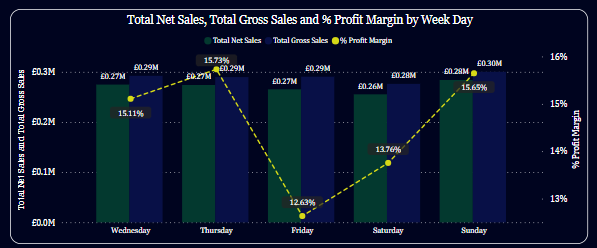 Total Net Sales, Total Gross Sales and % Profit Margin by Week Day
Total Net Sales Total Gross Sales % Profit Margin
Total Net Sales and Total Gross Sales
£0.3M
£0.2M
£0.1M
£0.0M
£0.27M £0.29M
15.11%
£0.27M £0.29M
15.73%
£0.27M £0.29M
12.63%
£0.26M £0.28M
13.76%
£0.28M £0.30M
15.65%
16%
15%
14%
13%
% Profit Margin
Wednesday Thursday Friday Saturday Sunday